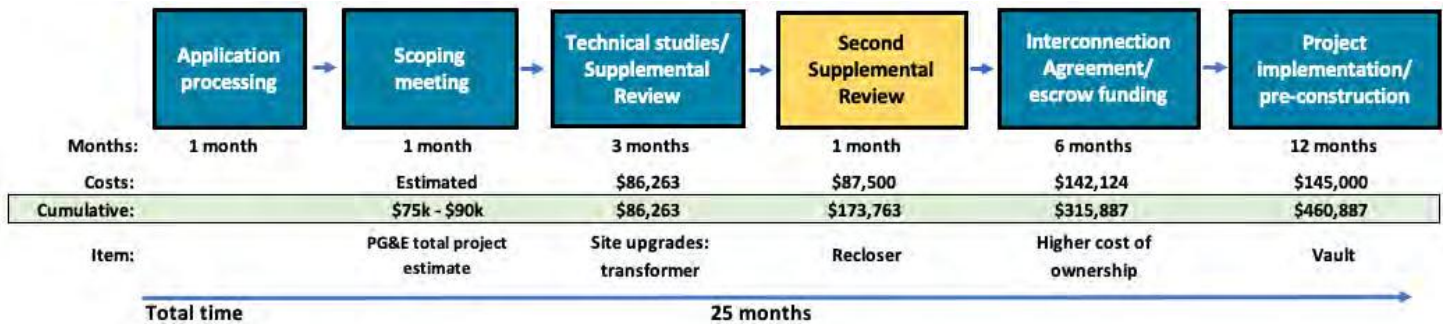 Application
processing
Scoping
meeting
Technical studies/
Supplemental
Review
Second
Supplemental
Review
Interconnection
Agreement/
escrow funding
Project
implementation/
pre-construction
Months: 1 month 1 month 3 months 1 month 6 months 12 months
Costs: Estimated $86,263 $87,500 $142,124 $145,000
Cumulative: $75k - $90k $86,263 $173,763 $315,887 $460,887
Item:
PG&E total project
estimate
Site upgrades:
transformer
Recloser
Higher cost of
ownership
Vault
Total time 25 months